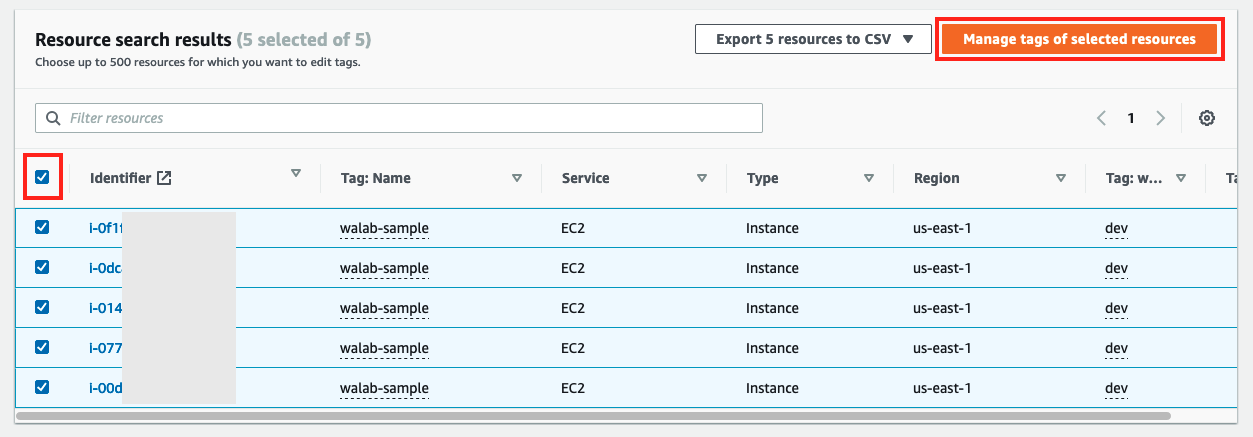 Resource search results (5 selected of 5)
Export 5 resources to CSV
Manage tags of selected resources
Choose up to 500 resources for which you want to edit tags.
Filter resources
1
Identifier Tag: Name Service Type Region Tag: w... Ta
i-0f1 walab-sample EC2 Instance us-east-1 dev
i-0dc walab-sample EC2 Instance us-east-1 dev
i-014 walab-sample EC2 Instance us-east-1 dev
i-077 walab-sample EC2 Instance us-east-1 dev
i-00d walab-sample EC2 Instance us-east-1 dev